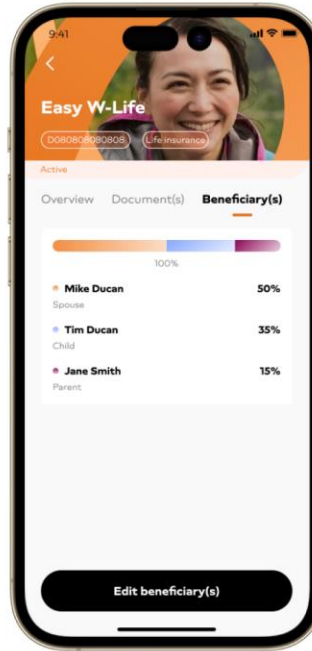 9:41
Easy W-Life
D080808080808 Life insurance
Active
Overview Document(s) Beneficiary(s)
100%
Mike Ducan 50%
Spouse
Tim Ducan 35%
Child
Jane Smith 15%
Parent
Edit beneficiary(s)